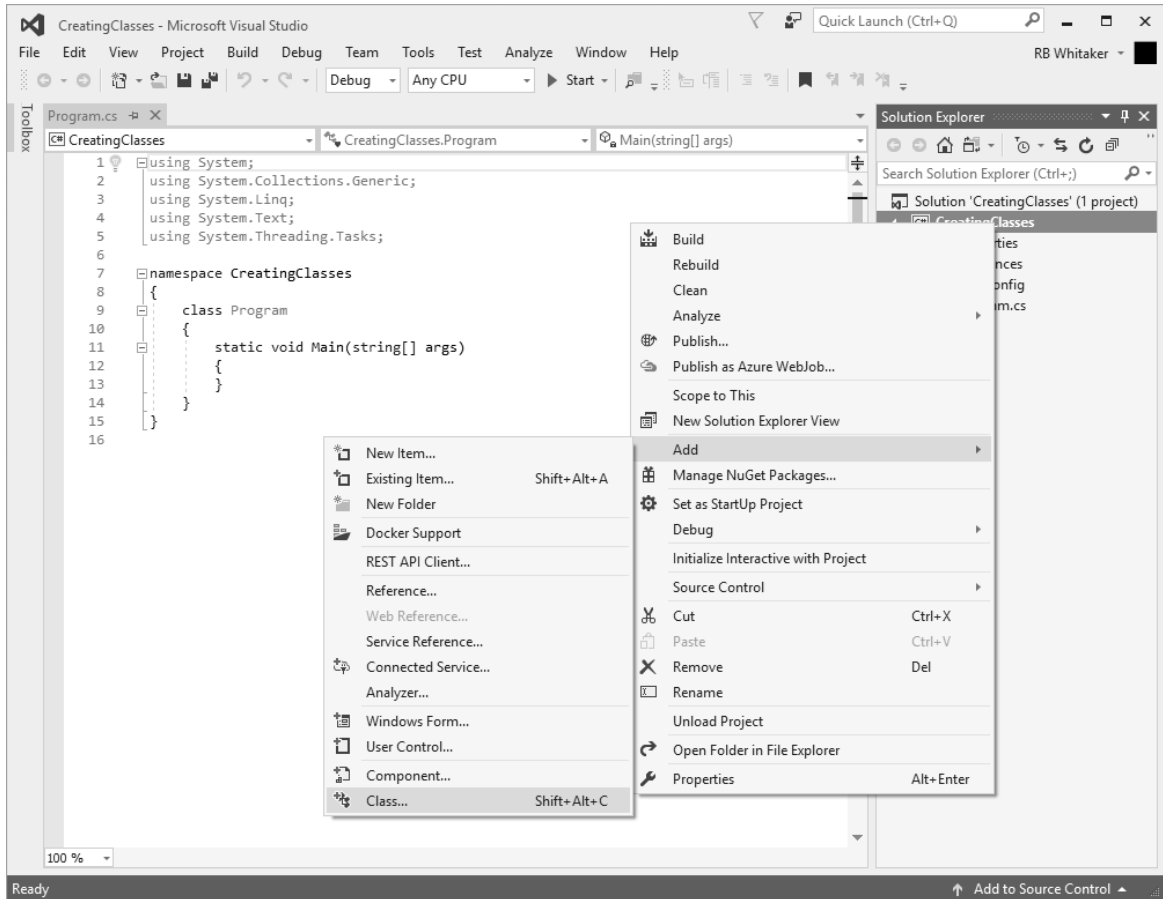 CreatingClasses - Microsoft Visual Studio
Quick Launch (Ctrl+Q)
File Edit View Project Build Debug Team Tools Test Analyze Window Help
RB Whitaker
Debug Any CPU Start
Toolbox
Program.cs
CreatingClasses CreatingClasses.Program Main(string[] args)
1 using System;
2 using System.Collections.Generic;
3 using System.Linq;
4 using System.Text;
5 using System.Threading.Tasks;
6
7 namespace CreatingClasses
8 {
9 class Program
10 {
11 static void Main(string[] args)
12 {
13 }
14 }
15 }
16
100 %
Solution Explorer
Search Solution Explorer (Ctrl+;)
Solution 'CreatingClasses' (1 project)
C# CreatingClasses
rties
nces
onfig
m.cs
Build
Rebuild
Clean
Analyze
Publish...
Publish as Azure WebJob...
Scope to This
New Solution Explorer View
Add
Manage NuGet Packages...
Set as StartUp Project
Debug
Initialize Interactive with Project
Source Control
Cut Ctrl+X
Paste Ctrl+V
Remove Del
Rename
Unload Project
Open Folder in File Explorer
Properties Alt+Enter
New Item...
Existing Item... Shift+Alt+A
New Folder
Docker Support
REST API Client...
Reference...
Web Reference...
Service Reference...
Connected Service...
Analyzer...
Windows Form...
User Control...
Component...
Class... Shift+Alt+C
Ready
Add to Source Control